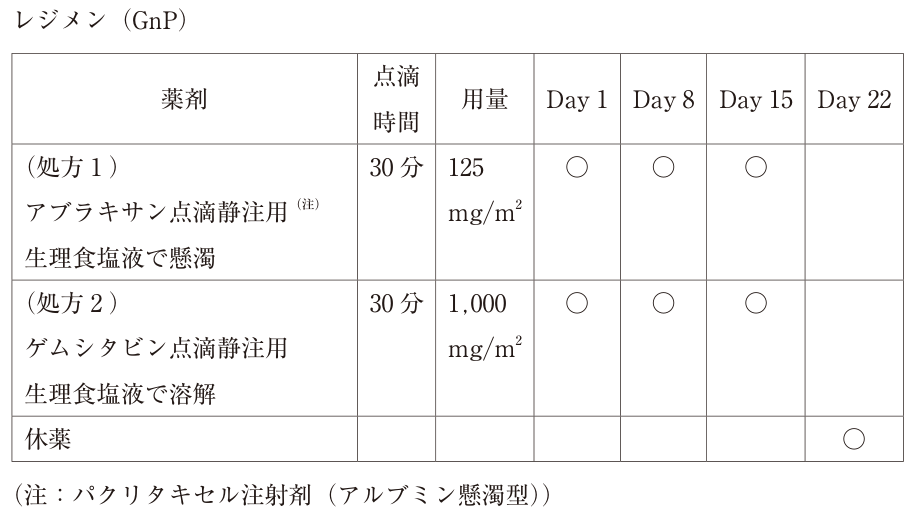 レジメン（GnP）
薬剤 点滴時間 用量 Day 1 Day 8 Day 15 Day 22
（処方１） 30 分 125 mg/m² ○ ○ ○
アブラキサン点滴静注用（注）
生理食塩液で懸濁
（処方２） 30 分 1,000 mg/m² ○ ○ ○
ゲムシタビン点滴静注用
生理食塩液で溶解
休薬 ○
（注：パクリタキセル注射剤（アルブミン懸濁型））